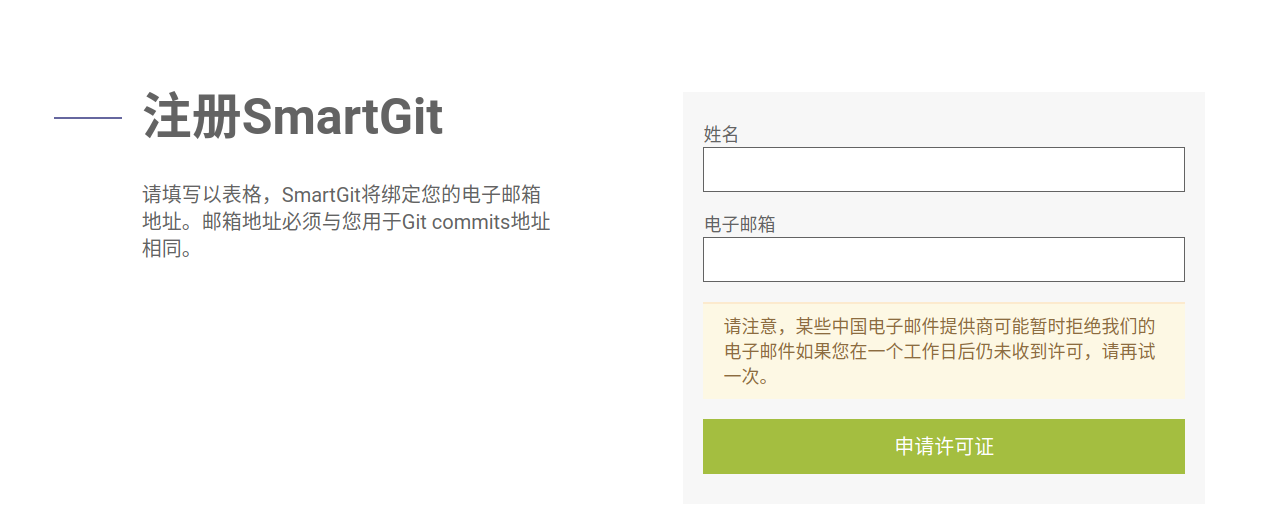 注册SmartGit
请填写以表格，SmartGit将绑定您的电子邮箱
地址。邮箱地址必须与您用于Git commits地址
相同。
姓名
电子邮箱
请注意，某些中国电子邮件提供商可能暂时拒绝我们的
电子邮件如果您在一个工作日后仍未收到许可，请再试
一次。
申请许可证